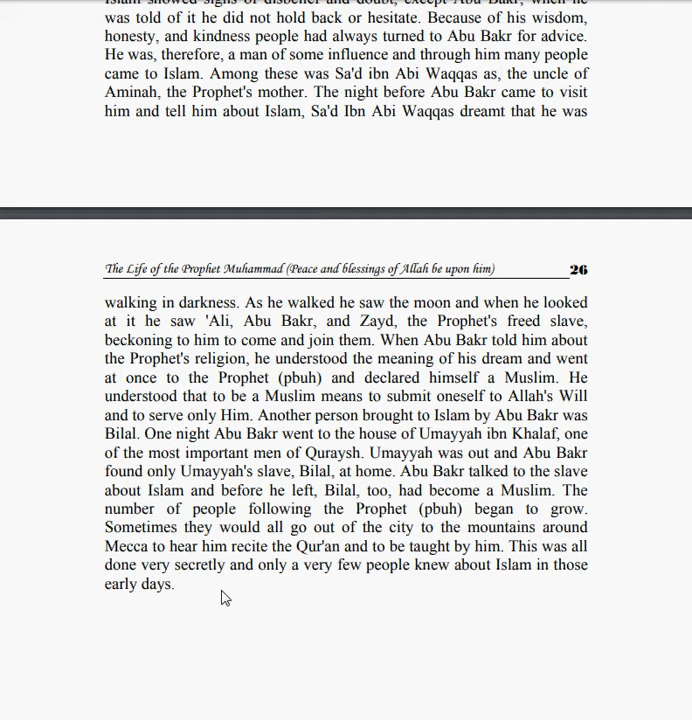 Islam showed signs of disbelief and doubt, except Abu Bakr, when he
was told of it he did not hold back or hesitate. Because of his wisdom,
honesty, and kindness people had always turned to Abu Bakr for advice.
He was, therefore, a man of some influence and through him many people
came to Islam. Among these was Sa'd ibn Abi Waqqas as, the uncle of
Aminah, the Prophet's mother. The night before Abu Bakr came to visit
him and tell him about Islam, Sa'd Ibn Abi Waqqas dreamt that he was
The Life of the Prophet Muhammad (Peace and blessings of Allah be upon him) 26
walking in darkness. As he walked he saw the moon and when he looked
at it he saw 'Ali, Abu Bakr, and Zayd, the Prophet's freed slave,
beckoning to him to come and join them. When Abu Bakr told him about
the Prophet's religion, he understood the meaning of his dream and went
at once to the Prophet (pbuh) and declared himself a Muslim. He
understood that to be a Muslim means to submit oneself to Allah's Will
and to serve only Him. Another person brought to Islam by Abu Bakr was
Bilal. One night Abu Bakr went to the house of Umayyah ibn Khalaf, one
of the most important men of Quraysh. Umayyah was out and Abu Bakr
found only Umayyah's slave, Bilal, at home. Abu Bakr talked to the slave
about Islam and before he left, Bilal, too, had become a Muslim. The
number of people following the Prophet (pbuh) began to grow.
Sometimes they would all go out of the city to the mountains around
Mecca to hear him recite the Qur'an and to be taught by him. This was all
done very secretly and only a very few people knew about Islam in those
early days.